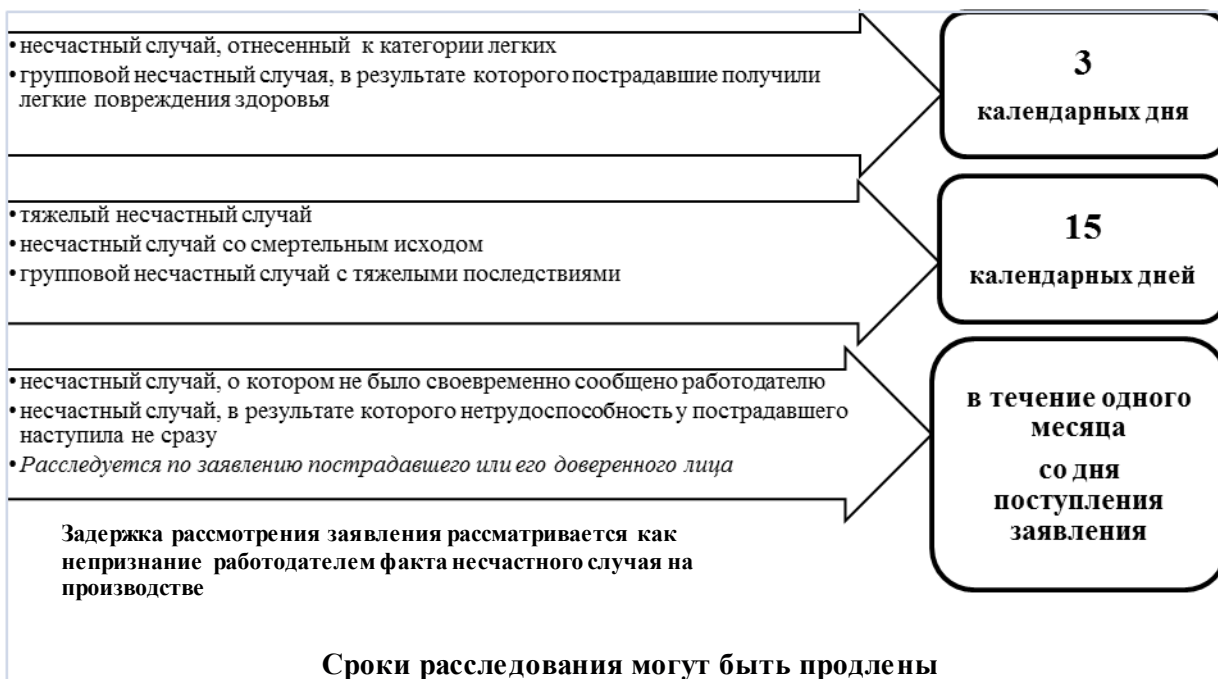 • несчастный случай, отнесенный к категории легких
• групповой несчастный случая, в результате которого пострадавшие получили
легкие повреждения здоровья
3
календарных дня
• тяжелый несчастный случай
• несчастный случай со смертельным исходом
• групповой несчастный случай с тяжелыми последствиями
15
календарных дней
• несчастный случай, о котором не было своевременно сообщено работодателю
• несчастный случай, в результате которого нетрудоспособность у пострадавшего
наступила не сразу
• Расследуется по заявлению пострадавшего или его доверенного лица
в течение одного
месяца
со дня
поступления
заявления
Задержка рассмотрения заявления рассматривается как
непризнание работодателем факта несчастного случая на
производстве
Сроки расследования могут быть продлены